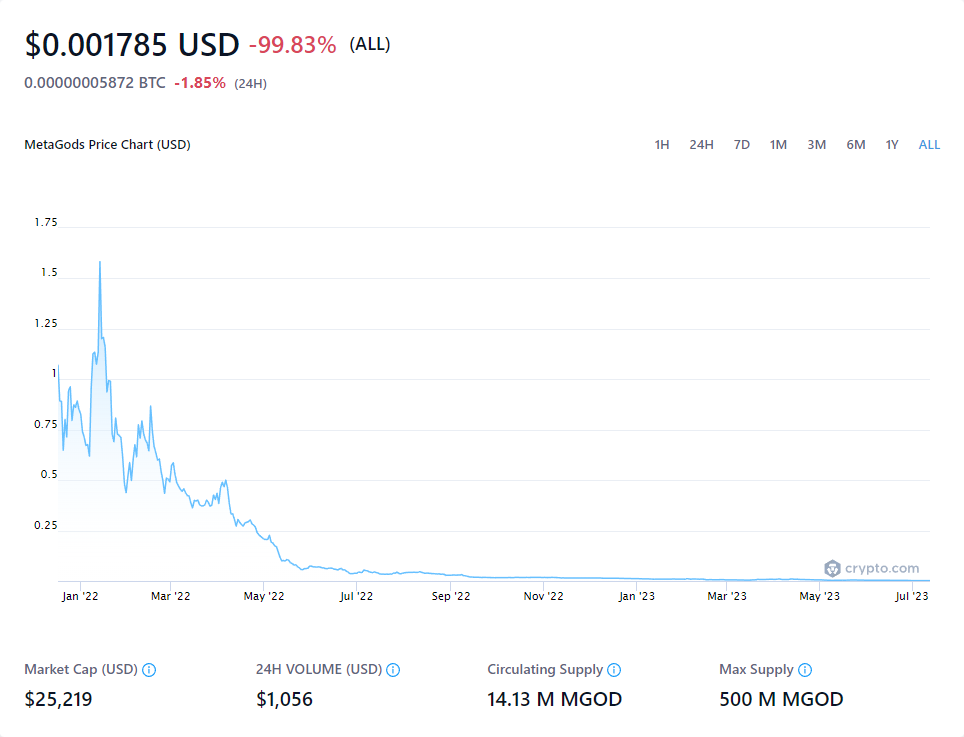 $0.001785 USD -99.83% (ALL)
0.00000005872 BTC -1.85% (24H)
MetaGods Price Chart (USD) 1H 24H 7D 1M 3M 6M 1Y ALL
1.75
1.5
1.25
1
0.75
0.5
0.25
crypto.com
Jan '22 Mar '22 May '22 Jul '22 Sep '22 Nov '22 Jan '23 Mar '23 May '23 Jul '23
Market Cap (USD) 24H VOLUME (USD) Circulating Supply Max Supply
$25,219 $1,056 14.13 M MGOD 500 M MGOD